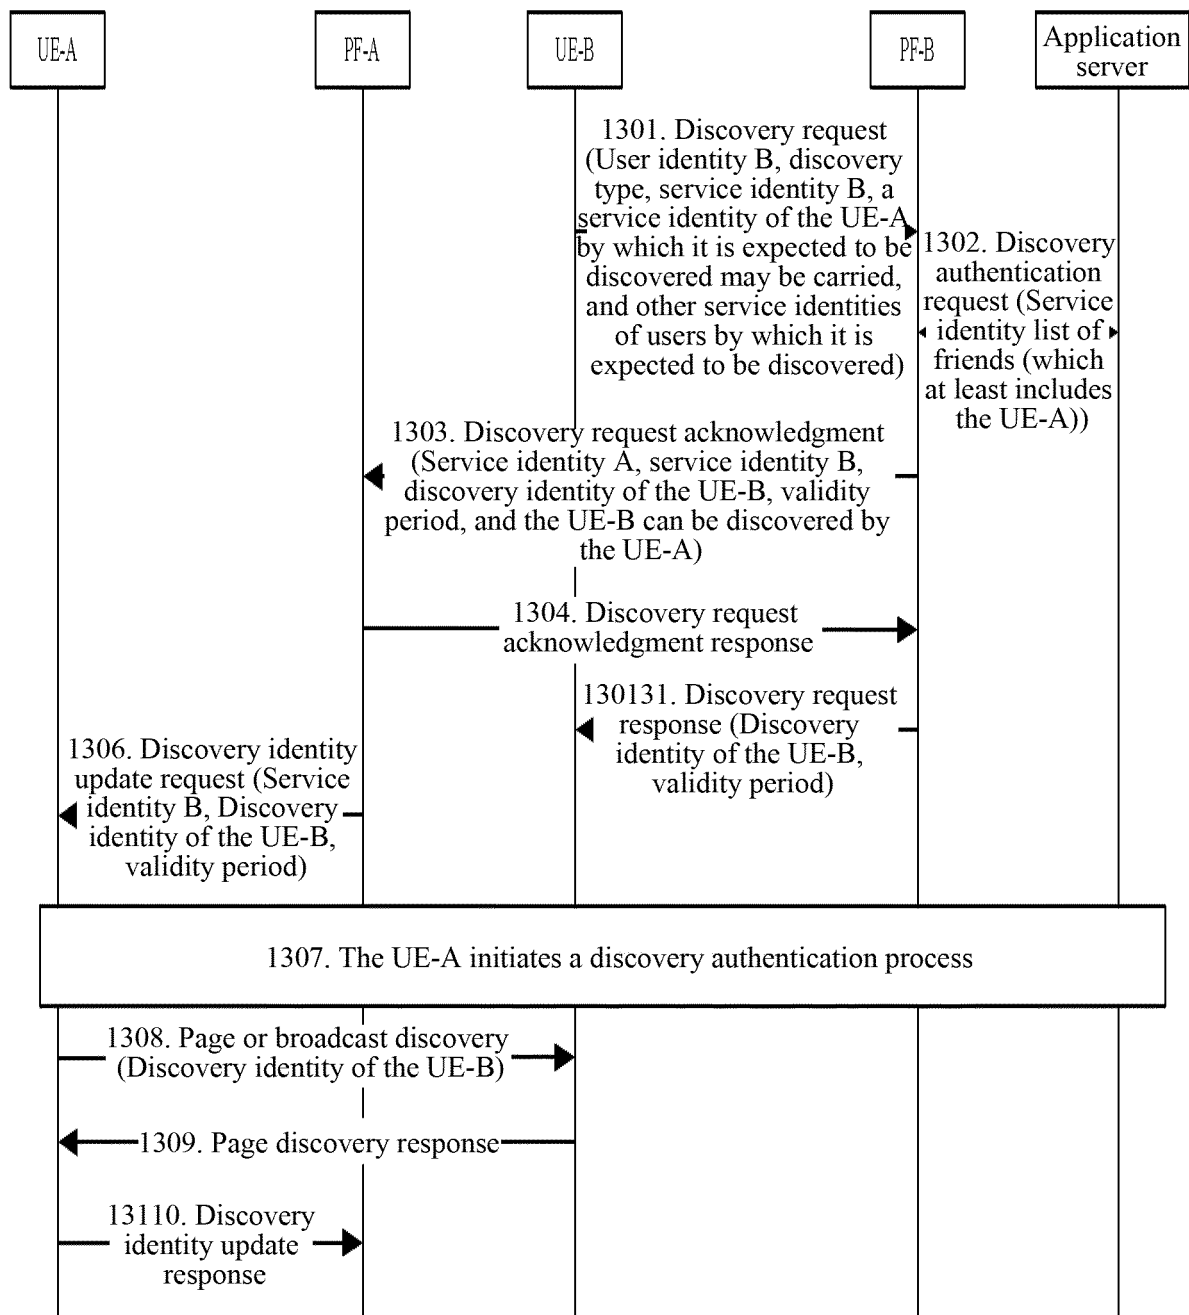 UE-A
PF-A
UE-B
PF-B
Application
server
1301. Discovery request
(User identity B, discovery
type, service identity B, a
service identity of the UE-A
by which it is expected to be
discovered may be carried,
and other service identities
of users by which it is
expected to be discovered)
1302. Discovery
authentication
request (Service
identity list of
friends (which
at least includes
the UE-A))
1303. Discovery request acknowledgment
(Service identity A, service identity B,
discovery identity of the UE-B, validity
period, and the UE-B can be discovered by
the UE-A)
1304. Discovery request
acknowledgment response
130131. Discovery request
response (Discovery
identity of the UE-B,
validity period)
1306. Discovery identity
update request (Service
identity B, Discovery
identity of the UE-B,
validity period)
1307. The UE-A initiates a discovery authentication process
1308. Page or broadcast discovery
(Discovery identity of the UE-B)
1309. Page discovery response
13110. Discovery
identity update
response